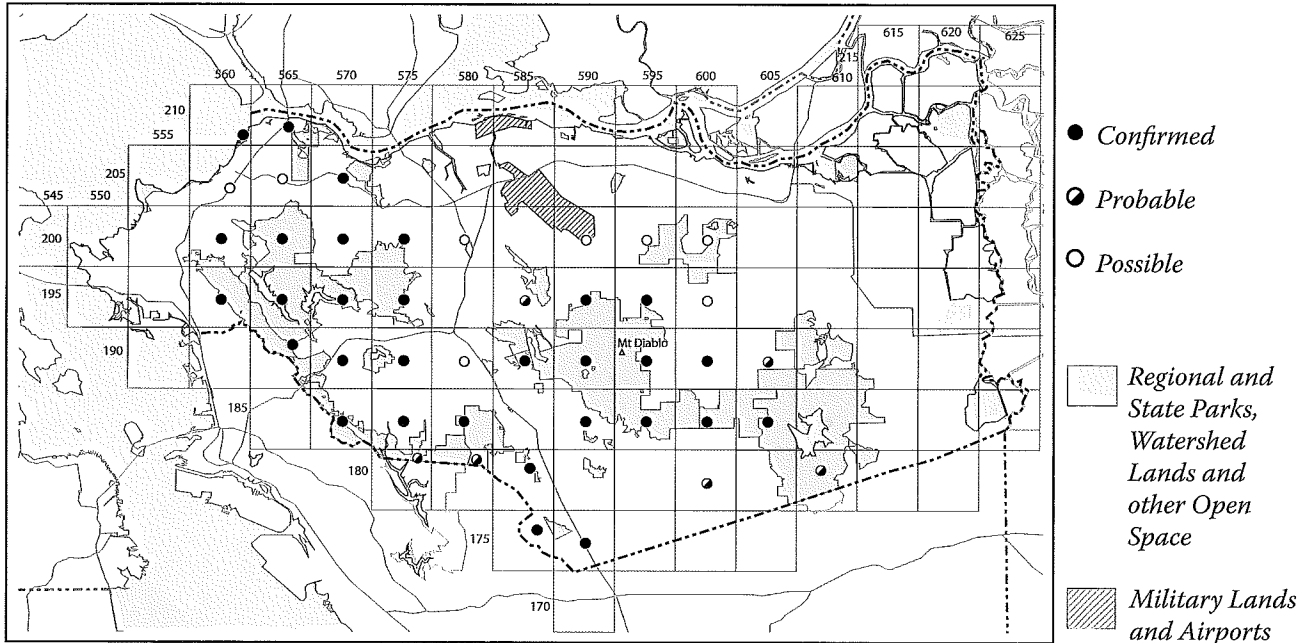 615 620 625
215
560 565 570 575 580 585 590 595 600 605 610
210
555
205
545 550
200
195
190
185
180
175
170
Mt Diablo
Confirmed
Probable
Possible
Regional and
State Parks,
Watershed
Lands and
other Open
Space
Military Lands
and Airports